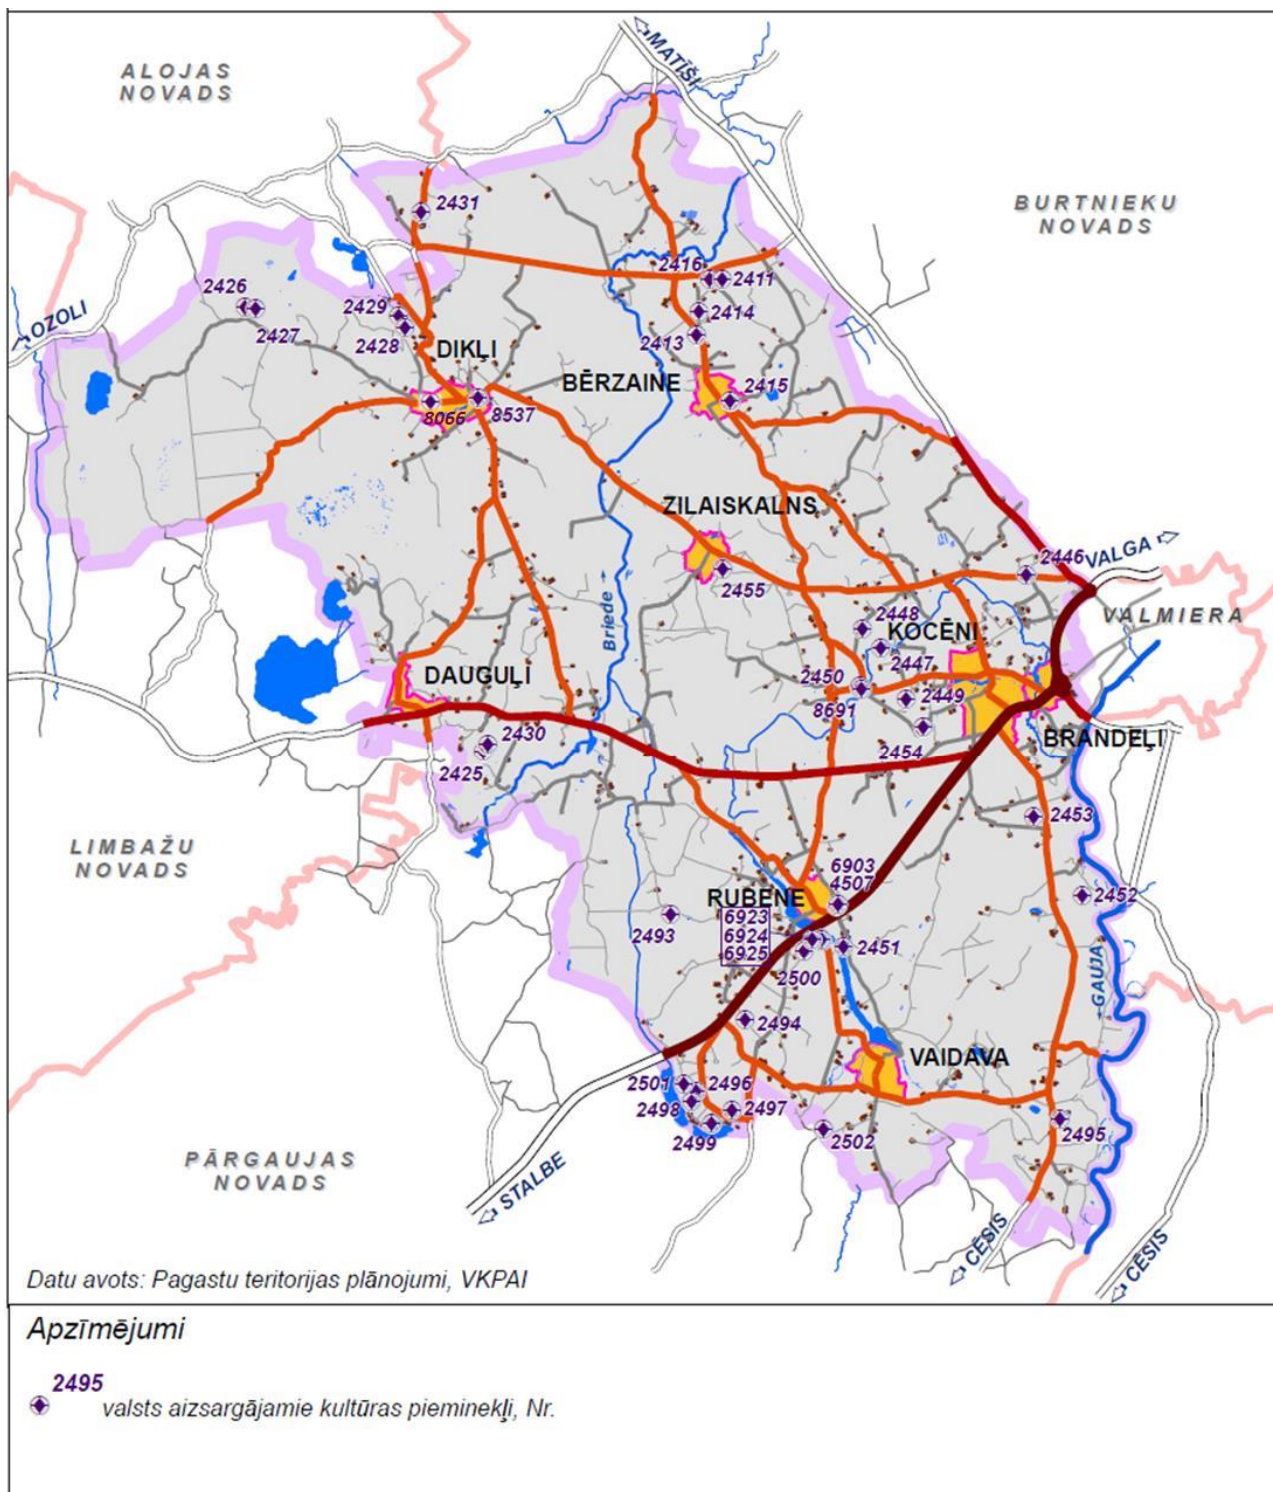 MATĪŠI
ALOJAS
NOVADS
BURTNIEKU
NOVADS
2431
2416
2411
2426
2427
2429
2428
2414
2413
OZOLI
DIKĻI
BĒRZAINE
2415
8066
8537
ZILAISKALNS
2455
2446
VALGA
VALMIERA
Briede
2448
KOCĒNI
2447
2450
2449
8691
DAUGUĻI
2430
2425
2454
BRANDEĻI
2453
LIMBAŽU
NOVADS
6903
4507
RUBENE
6923
6924
6925
2493
2451
2500
2452
GAUJA
2494
VAIDAVA
2501
2496
2498
2497
2499
2502
2495
PĀRGAUJAS
NOVADS
STALBE
CĒSIS
CĒSIS
Datu avots: Pagastu teritorijas plānojumi, VKPAI
Apzīmējumi
2495
valsts aizsargājamie kultūras pieminekļi, Nr.